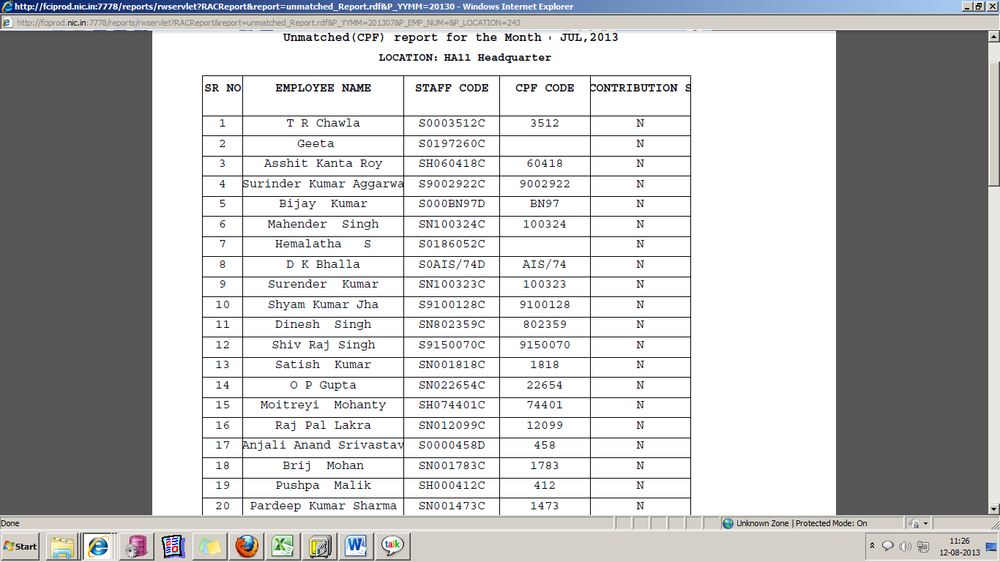 http://fciprod.nic.in:7778/reports/rwservlet?RACReport&report=unmatched_Report.rdf&P_YYMM=20130 - Windows Internet Explorer
http://fciprod.nic.in:7778/reports/rwservlet?RACReport&report=unmatched_Report.rdf&P_YYMM=201307&P_EMP_NUM=&P_LOCATION=243
Unmatched(CPF) report for the Month JUL,2013
LOCATION: HA11 Headquarter
SR NO EMPLOYEE NAME STAFF CODE CPF CODE CONTRIBUTION S
1 T R Chawla S0003512C 3512 N
2 Geeta S0197260C N
3 Asshit Kanta Roy SH060418C 60418 N
4 Surinder Kumar Aggarwa S9002922C 9002922 N
5 Bijay Kumar S000BN97D BN97 N
6 Mahender Singh SN100324C 100324 N
7 Hemalatha S S0186052C N
8 D K Bhalla S0AIS/74D AIS/74 N
9 Surender Kumar SN100323C 100323 N
10 Shyam Kumar Jha S9100128C 9100128 N
11 Dinesh Singh SN802359C 802359 N
12 Shiv Raj Singh S9150070C 9150070 N
13 Satish Kumar SN001818C 1818 N
14 O P Gupta SN022654C 22654 N
15 Moitreyi Mohanty SH074401C 74401 N
16 Raj Pal Lakra SN012099C 12099 N
17 Anjali Anand Srivastav S0000458D 458 N
18 Brij Mohan SN001783C 1783 N
19 Pushpa Malik SH000412C 412 N
20 Pardeep Kumar Sharma SN001473C 1473 N
Done Unknown Zone | Protected Mode: On
Start talk 11:26
12-08-2013